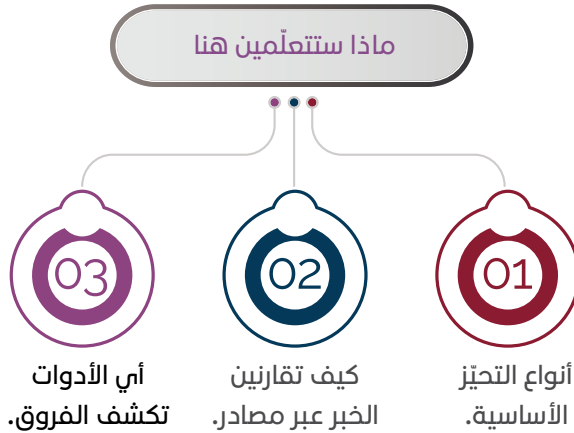 ماذا ستتعلّمين هنا
01
أنواع التحيّز
الأساسية.
02
كيف تقارنين
الخبر عبر مصادر.
03
أي الأدوات
تكشف الفروق.